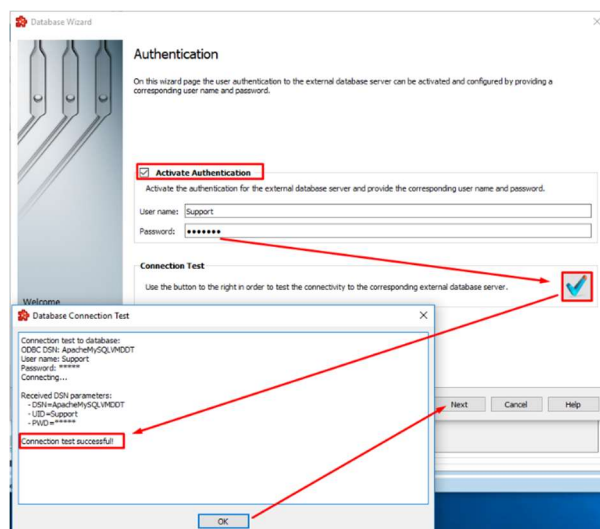 Database Wizard
Authentication
On this wizard page the user authentication to the external database server can be activated and configured by providing a
corresponding user name and password.
Activate Authentication
Activate the authentication for the external database server and provide the corresponding user name and password.
User name: Support
Password: •••••••
Connection Test
Use the button to the right in order to test the connectivity to the corresponding external database server.
Welcome
Database Connection Test
Connection test to database:
ODBC DSN: ApacheMySQLVMDDT
User name: Support
Password: *****
Connecting...
Received DSN parameters:
- DSN=ApacheMySQLVMDDT
- UID=Support
- PWD=*****
Connection test successful!
Next Cancel Help
OK